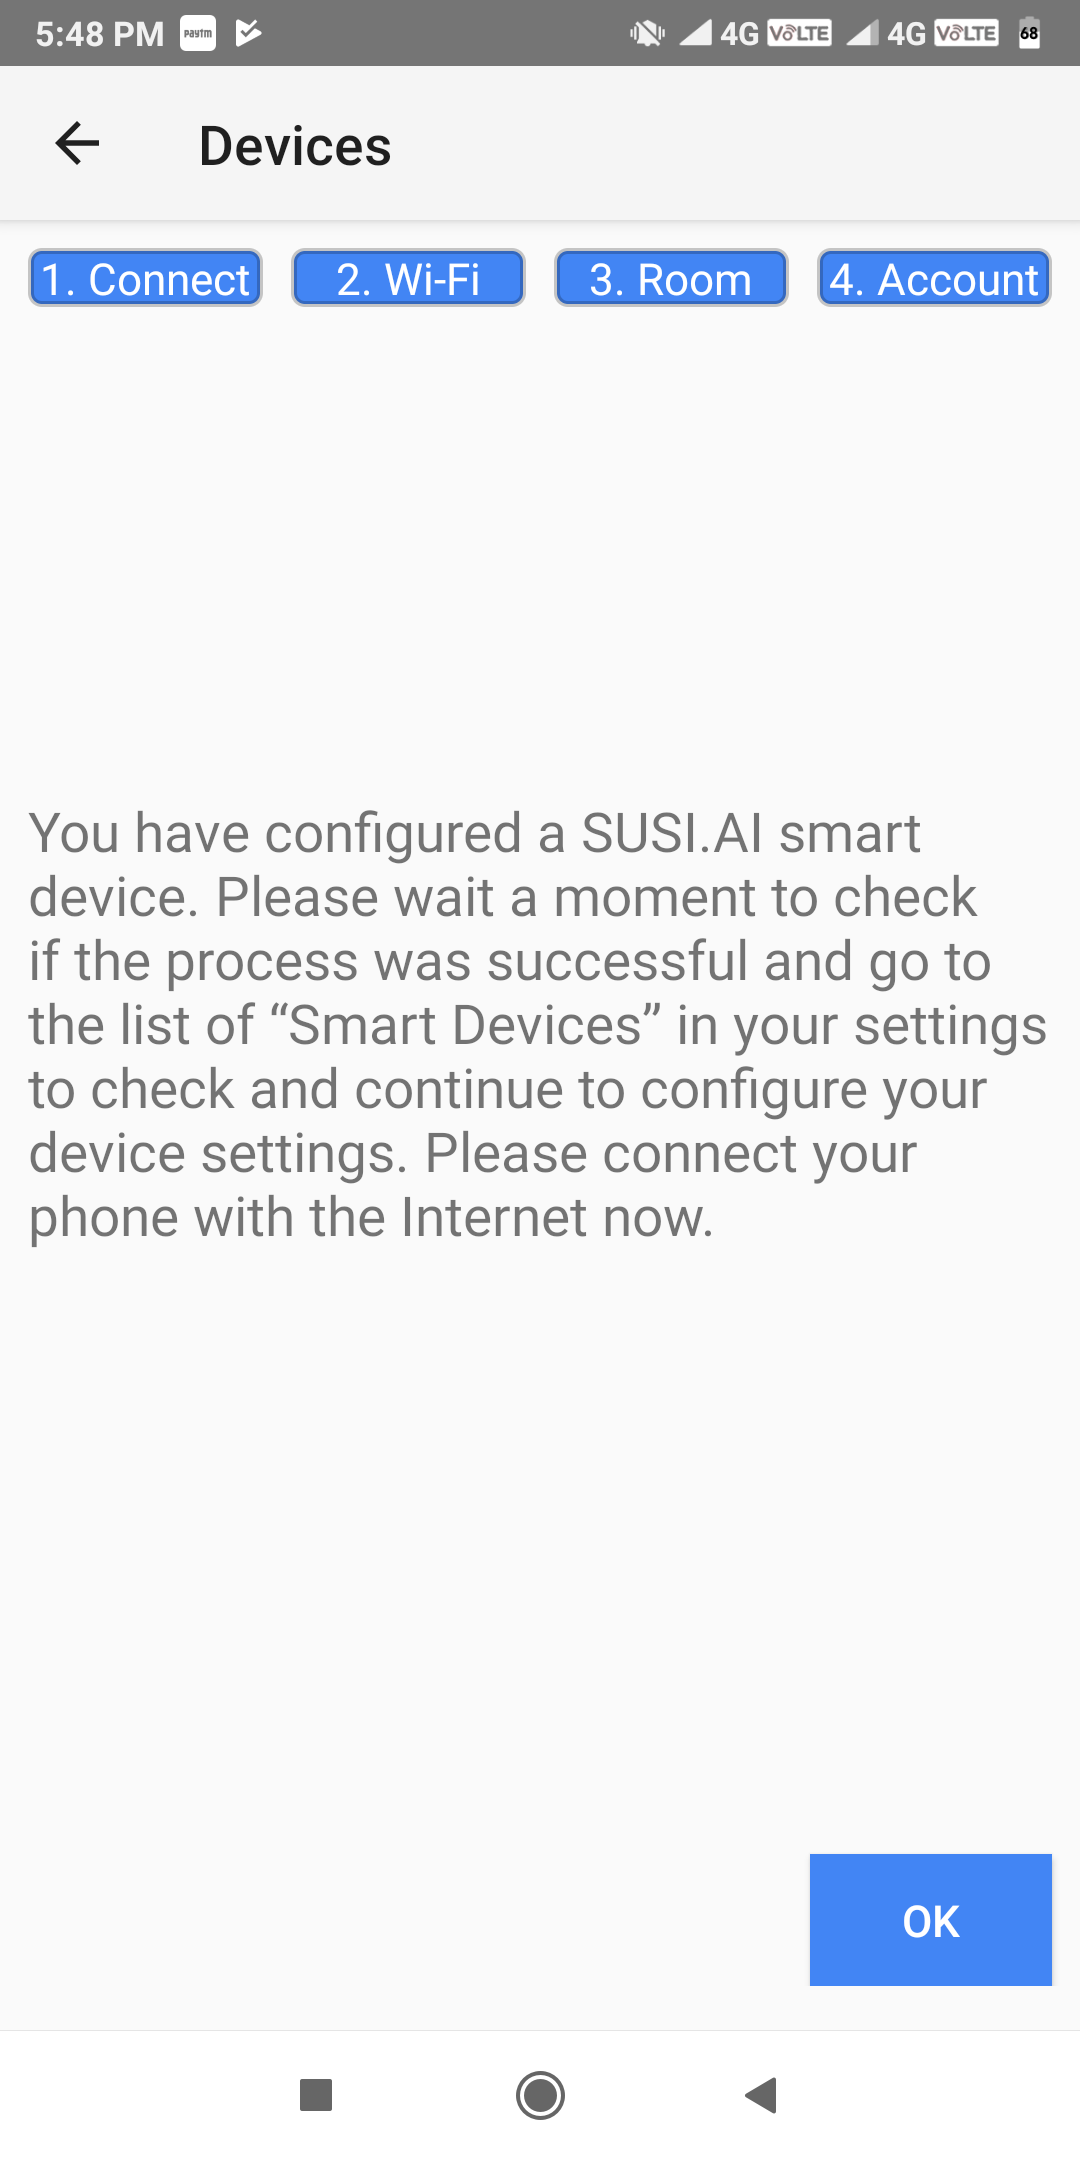 5:48 PM paytm 4G VoLTE 4G VoLTE 68
Devices
1. Connect 2. Wi-Fi 3. Room 4. Account
You have configured a SUSI.AI smart
device. Please wait a moment to check
if the process was successful and go to
the list of “Smart Devices” in your settings
to check and continue to configure your
device settings. Please connect your
phone with the Internet now.
OK